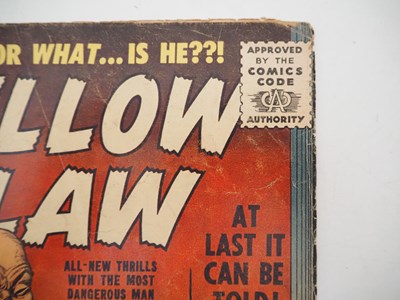 OR WHAT...IS HE??!
APPROVED
BY THE
COMICS
CODE
CA
AUTHORITY
LLOW
LAW
ALL-NEW THRILLS
WITH THE MOST
DANGEROUS MAN
AT
LAST IT
CAN BE
TOLD!